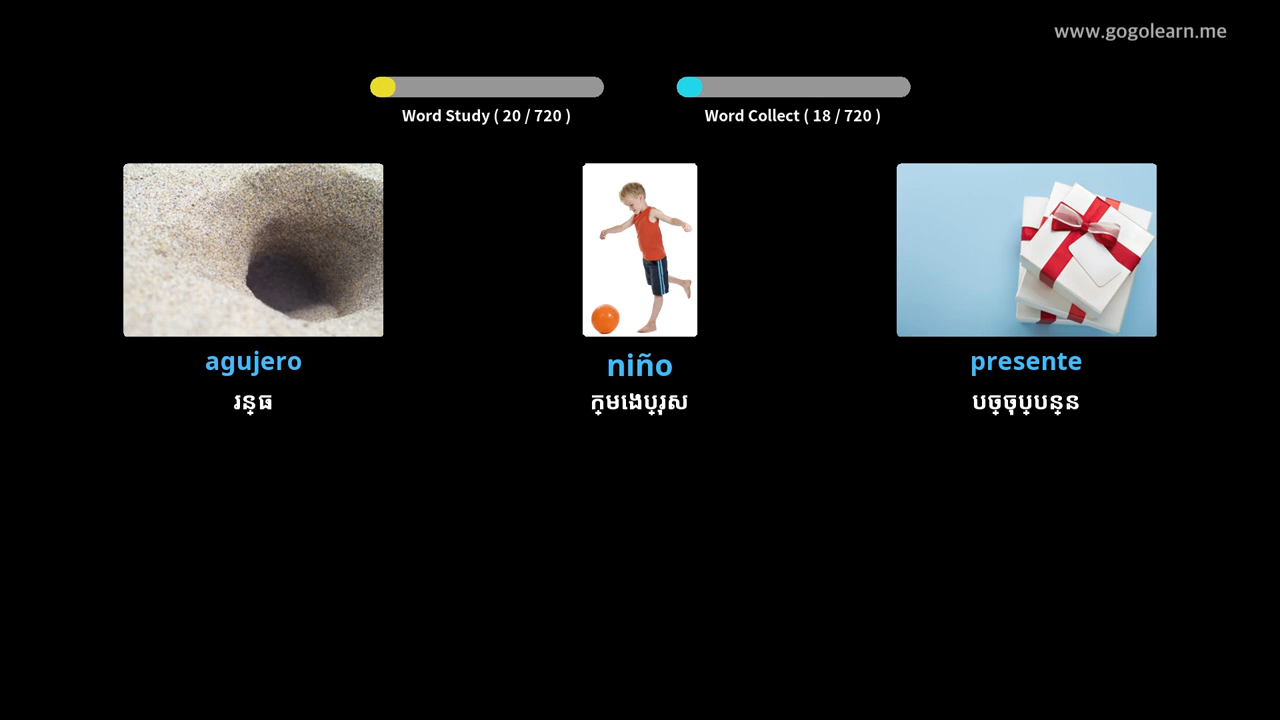 www.gogolearn.me
Word Study ( 20 / 720 )
Word Collect ( 18 / 720 )
agujero
niño
presente
រន្ធ
ក្មេងប្រុស
បច្ចុប្បន្ន